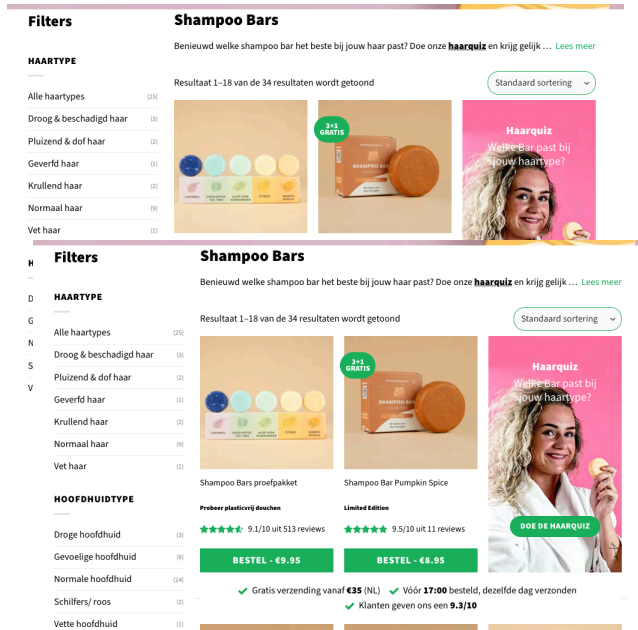 Filters
HAARTYPE
Alle haartypes (25)
Droog & beschadigd haar (3)
Pluizend & dof haar (2)
Geverfd haar (1)
Krullend haar (2)
Normaal haar (9)
Vet haar (1)
Shampoo Bars
Benieuwd welke shampoo bar het beste bij jouw haar past? Doe onze haarquiz en krijg gelijk … Lees meer
Resultaat 1–18 van de 34 resultaten wordt getoond
Standaard sortering
3+1
GRATIS
SHAMPOO BAR
Haarquiz
Welke Bar past bij
jouw haartype?
H
D
G
N
S
V
Filters
HAARTYPE
Alle haartypes (25)
Droog & beschadigd haar (3)
Pluizend & dof haar (2)
Geverfd haar (1)
Krullend haar (2)
Normaal haar (9)
Vet haar (1)
HOOFDHUIDTYPE
Droge hoofdhuid (3)
Gevoelige hoofdhuid (8)
Normale hoofdhuid (24)
Schilfers/ roos (2)
Vette hoofdhuid (1)
Shampoo Bars
Benieuwd welke shampoo bar het beste bij jouw haar past? Doe onze haarquiz en krijg gelijk … Lees meer
Resultaat 1–18 van de 34 resultaten wordt getoond
Standaard sortering
Shampoo Bars proefpakket
Probeer plasticvrij douchen
9.1/10 uit 513 reviews
BESTEL - €9.95
3+1
GRATIS
SHAMPOO BAR
Shampoo Bar Pumpkin Spice
Limited Edition
9.5/10 uit 11 reviews
BESTEL - €8.95
Haarquiz
Welke Bar past bij
jouw haartype?
DOE DE HAARQUIZ
Gratis verzending vanaf €35 (NL) Vóór 17:00 besteld, dezelfde dag verzonden
Klanten geven ons een 9.3/10